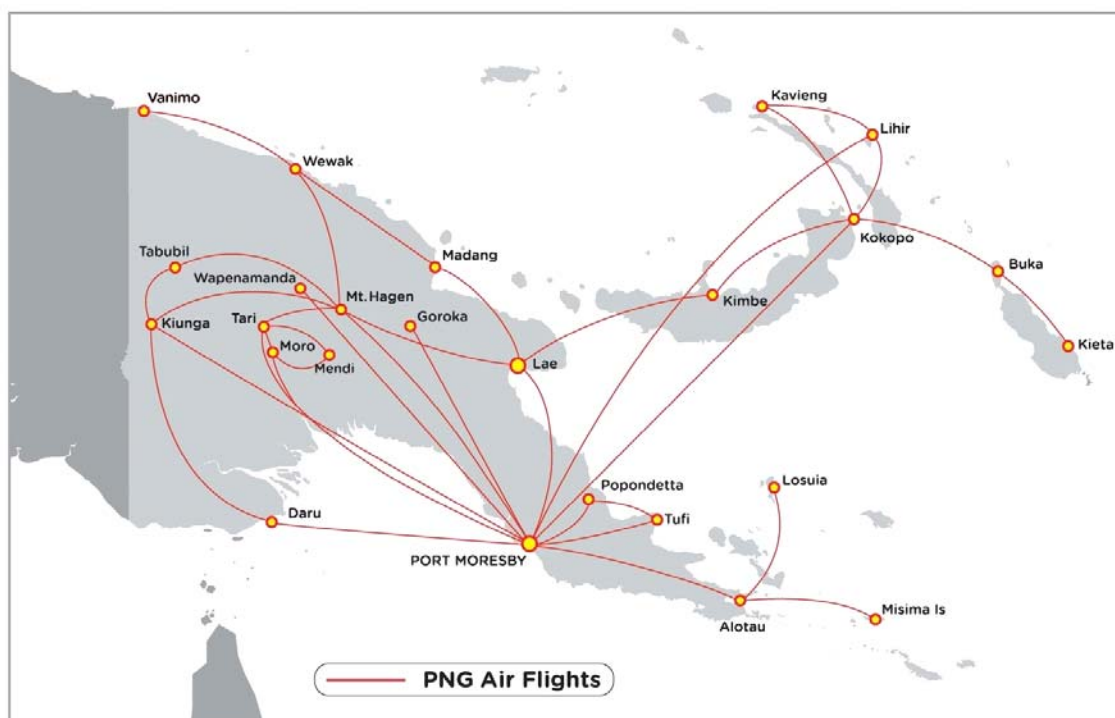 Vanimo
Kavieng
Lihir
Wewak
Kokopo
Tabubil
Madang
Buka
Wapenamanda
Mt. Hagen
Kimbe
Kiunga
Tari
Goroka
Moro
Mendi
Lae
Kieta
Popondetta
Losuia
Daru
Tufi
PORT MORESBY
Alotau
Misima Is
PNG Air Flights